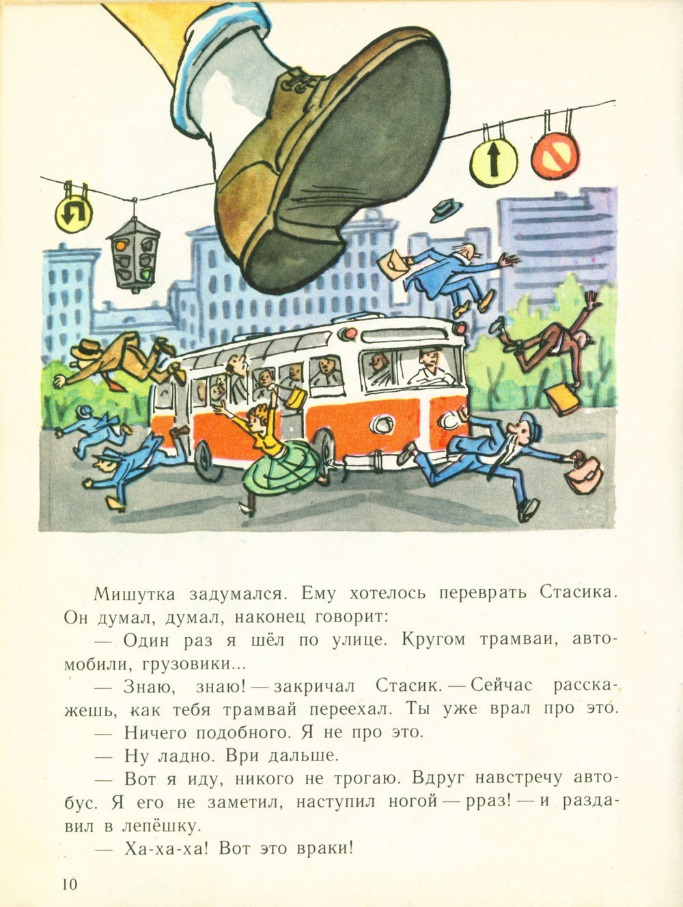 Мишутка задумался. Ему хотелось переврать Стасика.
Он думал, думал, наконец говорит:
— Один раз я шёл по улице. Кругом трамваи, авто-
мобили, грузовики...
— Знаю, знаю! — закричал Стасик. — Сейчас расска-
жешь, как тебя трамвай переехал. Ты уже врал про это.
— Ничего подобного. Я не про это.
— Ну ладно. Ври дальше.
— Вот я иду, никого не трогаю. Вдруг навстречу авто-
бус. Я его не заметил, наступил ногой — рраз! — и разда-
вил в лепёшку.
— Ха-ха-ха! Вот это враки!
10